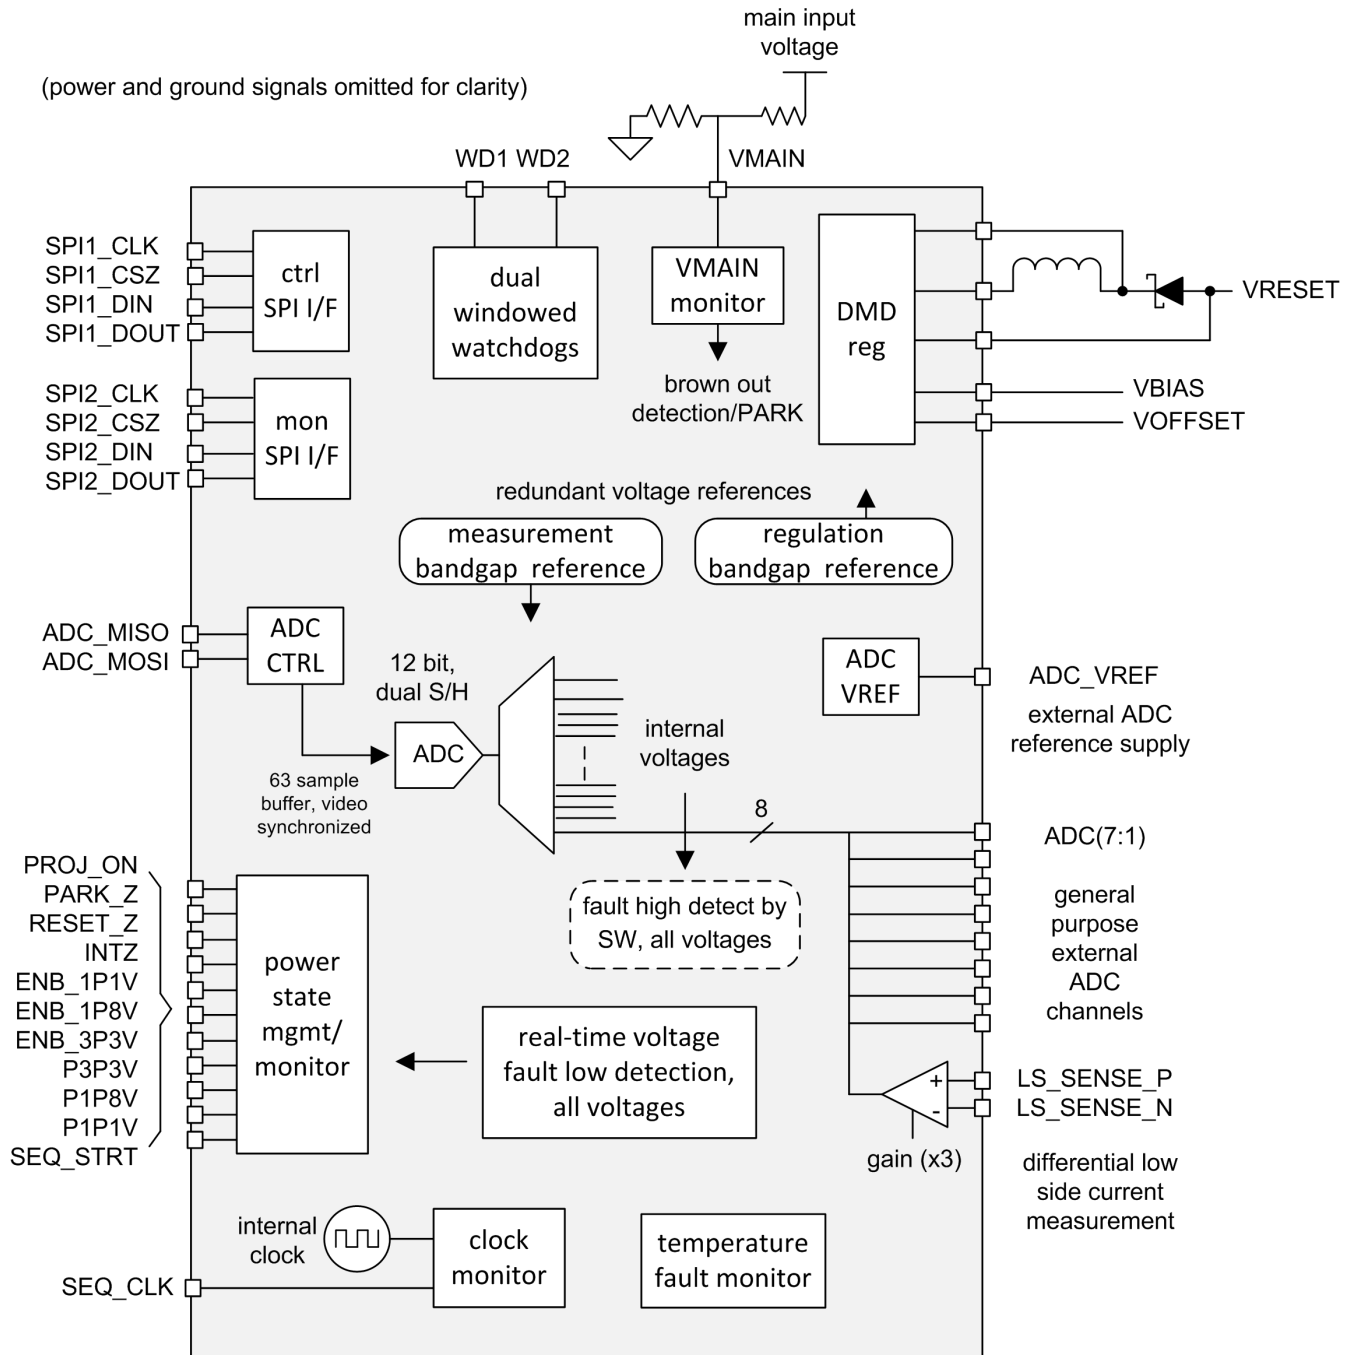 main input
voltage
(power and ground signals omitted for clarity)
WD1 WD2
VMAIN
SPI1_CLK
SPI1_CSZ
SPI1_DIN
SPI1_DOUT
ctrl
SPI I/F
dual
windowed
watchdogs
VMAIN
monitor
brown out
detection/PARK
DMD
reg
VRESET
VBIAS
VOFFSET
SPI2_CLK
SPI2_CSZ
SPI2_DIN
SPI2_DOUT
mon
SPI I/F
redundant voltage references
measurement
bandgap reference
regulation
bandgap reference
ADC_MISO
ADC_MOSI
ADC
CTRL
12 bit,
dual S/H
ADC
63 sample
buffer, video
synchronized
internal
voltages
ADC
VREF
ADC_VREF
external ADC
reference supply
8
ADC(7:1)
general
purpose
external
ADC
channels
fault high detect by
SW, all voltages
PROJ_ON
PARK_Z
RESET_Z
INTZ
ENB_1P1V
ENB_1P8V
ENB_3P3V
P3P3V
P1P8V
P1P1V
SEQ_STRT
power
state
mgmt/
monitor
real-time voltage
fault low detection,
all voltages
+
-
LS_SENSE_P
LS_SENSE_N
gain (x3)
differential low
side current
measurement
internal
clock
clock
monitor
temperature
fault monitor
SEQ_CLK